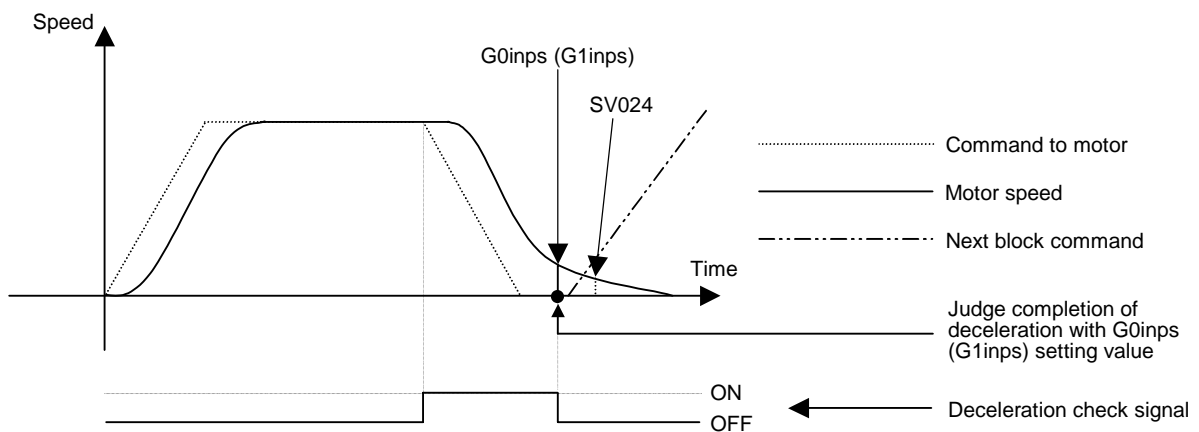 Speed
G0inps (G1inps)
SV024
Command to motor
Motor speed
Next block command
Time
Judge completion of
deceleration with G0inps
(G1inps) setting value
ON
OFF
Deceleration check signal